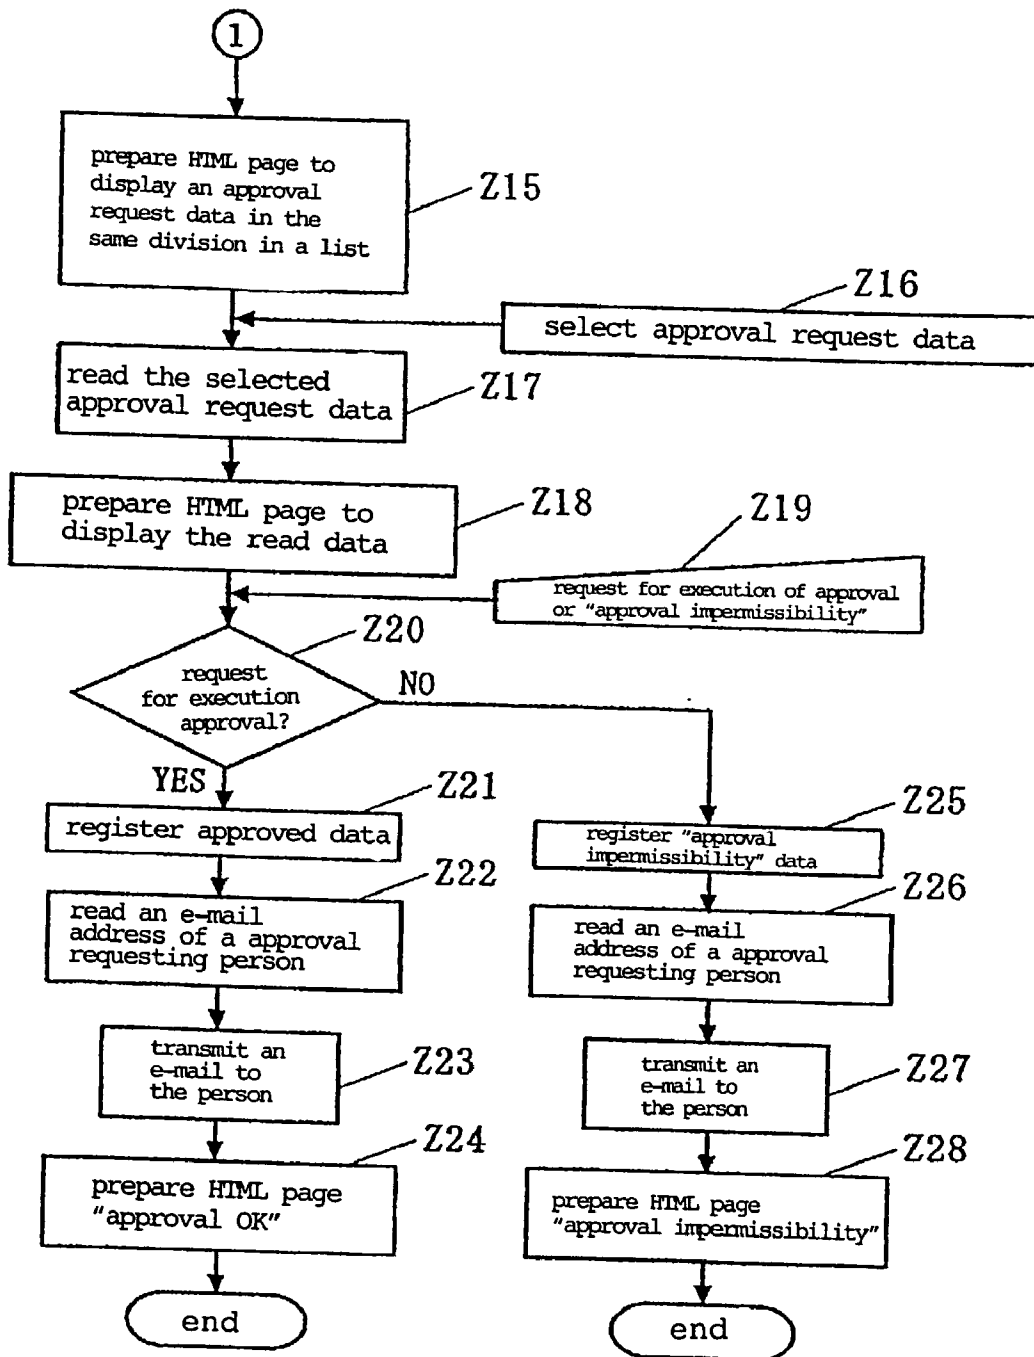 1
prepare HTML page to
display an approval
request data in the
same division in a list
Z15
Z16
select approval request data
read the selected
approval request data
Z17
prepare HTML page to
display the read data
Z18
Z19
request for execution of approval
or “approval impermissibility”
Z20
request
for execution
approval?
NO
YES
Z21
register approved data
Z25
register “approval
impermissibility” data
Z22
read an e-mail
address of a approval
requesting person
Z26
read an e-mail
address of a approval
requesting person
transmit an
e-mail to
the person
Z23
transmit an
e-mail to
the person
Z27
Z24
prepare HTML page
“approval OK”
Z28
prepare HTML page
“approval impermissibility”
end
end